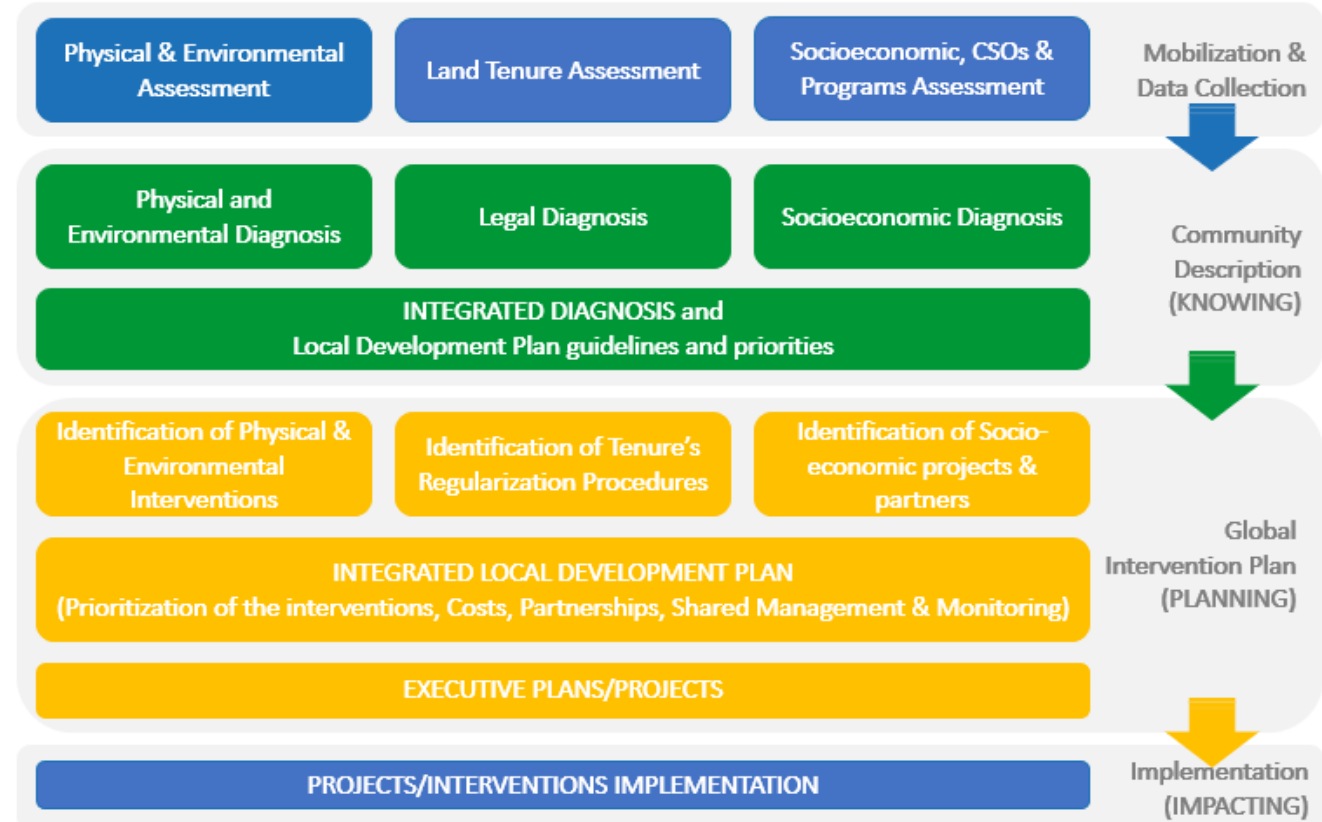 Physical & Environmental
Assessment
Land Tenure Assessment
Socioeconomic, CSOs &
Programs Assessment
Mobilization &
Data Collection
Physical and
Environmental Diagnosis
Legal Diagnosis
Socioeconomic Diagnosis
INTEGRATED DIAGNOSIS and
Local Development Plan guidelines and priorities
Community
Description
(KNOWING)
Identification of Physical &
Environmental
Interventions
Identification of Tenure's
Regularization Procedures
Identification of Socio-
economic projects &
partners
INTEGRATED LOCAL DEVELOPMENT PLAN
(Prioritization of the interventions, Costs, Partnerships, Shared Management & Monitoring)
EXECUTIVE PLANS/PROJECTS
Global
Intervention Plan
(PLANNING)
PROJECTS/INTERVENTIONS IMPLEMENTATION
Implementation
(IMPACTING)